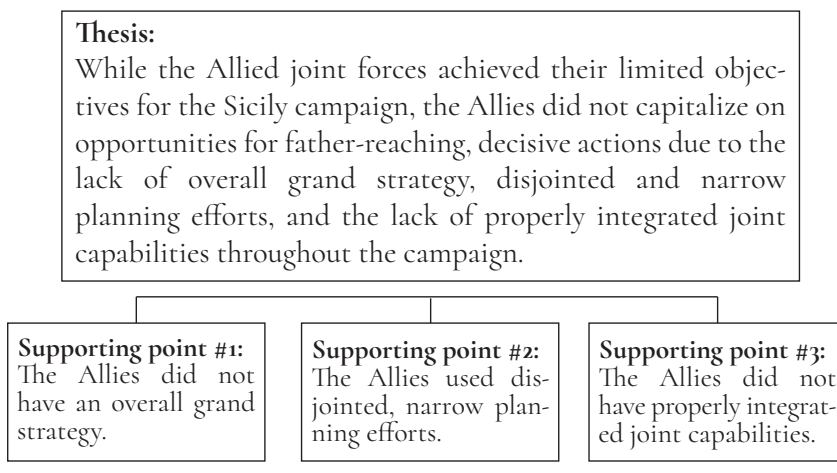 Thesis:
While the Allied joint forces achieved their limited objec-
tives for the Sicily campaign, the Allies did not capitalize on
opportunities for father-reaching, decisive actions due to the
lack of overall grand strategy, disjointed and narrow
planning efforts, and the lack of properly integrated joint
capabilities throughout the campaign.
Supporting point #1:
The Allies did not
have an overall grand
strategy.
Supporting point #2:
The Allies used dis-
jointed, narrow plan-
ning efforts.
Supporting point #3:
The Allies did not
have properly integrat-
ed joint capabilities.